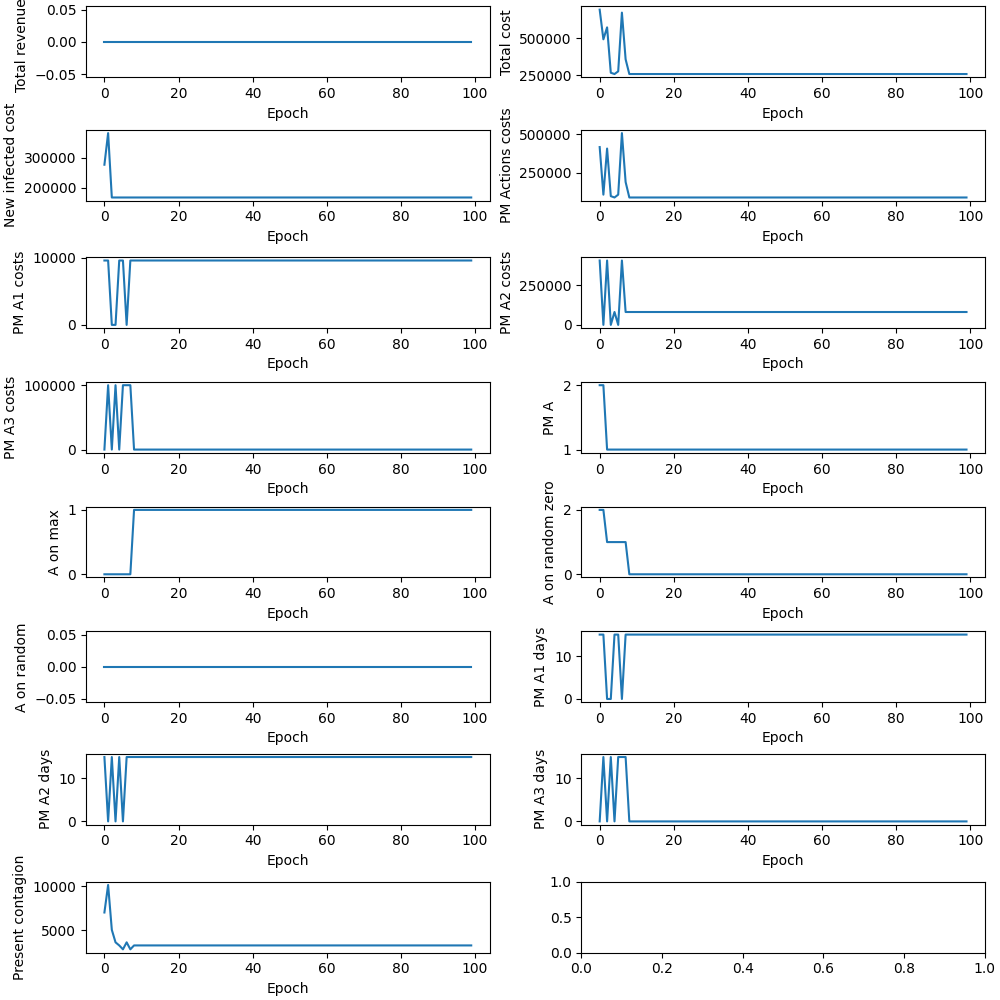 Total revenue
0.05
0.00
−0.05
0 20 40 60 80 100
Epoch
Total cost
500000
250000
0 20 40 60 80 100
Epoch
New infected cost
300000
200000
0 20 40 60 80 100
Epoch
PM Actions costs
500000
250000
0 20 40 60 80 100
Epoch
PM A1 costs
10000
0
0 20 40 60 80 100
Epoch
PM A2 costs
250000
0
0 20 40 60 80 100
Epoch
PM A3 costs
100000
0
0 20 40 60 80 100
Epoch
PM A
2
1
0 20 40 60 80 100
Epoch
A on max
1
0
0 20 40 60 80 100
Epoch
A on random zero
2
0
0 20 40 60 80 100
Epoch
A on random
0.05
0.00
−0.05
0 20 40 60 80 100
Epoch
PM A1 days
10
0
0 20 40 60 80 100
Epoch
PM A2 days
10
0
0 20 40 60 80 100
Epoch
PM A3 days
10
0
0 20 40 60 80 100
Epoch
Present contagion
10000
5000
0 20 40 60 80 100
Epoch
1.0
0.5
0.0
0.0 0.2 0.4 0.6 0.8 1.0